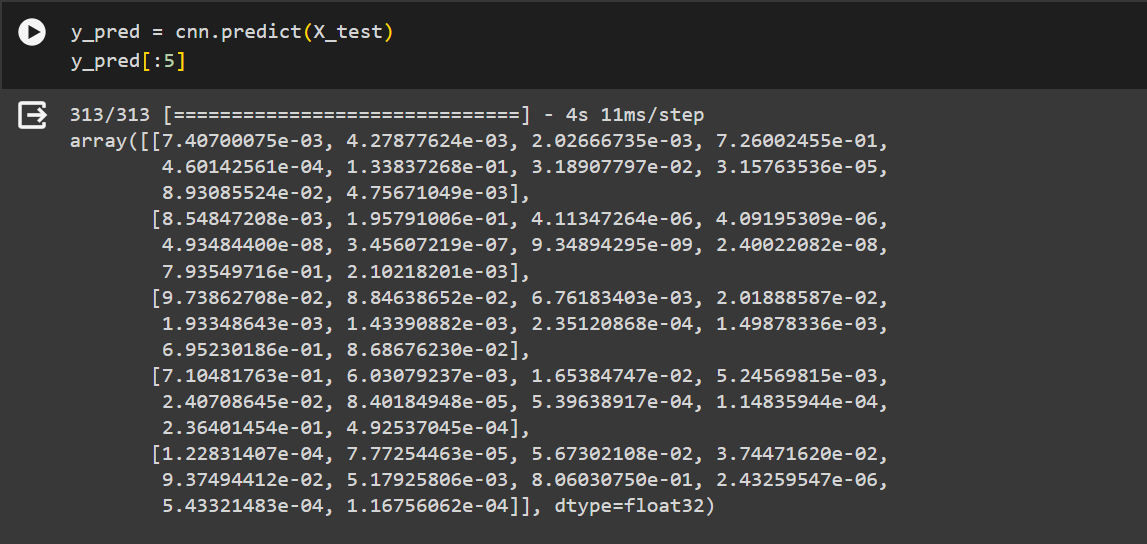 y_pred = cnn.predict(X_test)
y_pred[:5]
313/313 [==============================] - 4s 11ms/step
array([[7.40700075e-03, 4.27877624e-03, 2.02666735e-03, 7.26002455e-01,
4.60142561e-04, 1.33837268e-01, 3.18907797e-02, 3.15763536e-05,
8.93085524e-02, 4.75671049e-03],
[8.54847208e-03, 1.95791006e-01, 4.11347264e-06, 4.09195309e-06,
4.93484400e-08, 3.45607219e-07, 9.34894295e-09, 2.40022082e-08,
7.93549716e-01, 2.10218201e-03],
[9.73862708e-02, 8.84638652e-02, 6.76183403e-03, 2.01888587e-02,
1.93348643e-03, 1.43390882e-03, 2.35120868e-04, 1.49878336e-03,
6.95230186e-01, 8.68676230e-02],
[7.10481763e-01, 6.03079237e-03, 1.65384747e-02, 5.24569815e-03,
2.40708645e-02, 8.40184948e-05, 5.39638917e-04, 1.14835944e-04,
2.36401454e-01, 4.92537045e-04],
[1.22831407e-04, 7.77254463e-05, 5.67302108e-02, 3.74471620e-02,
9.37494412e-02, 5.17925806e-03, 8.06030750e-01, 2.43259547e-06,
5.43321483e-04, 1.16756062e-04]], dtype=float32)